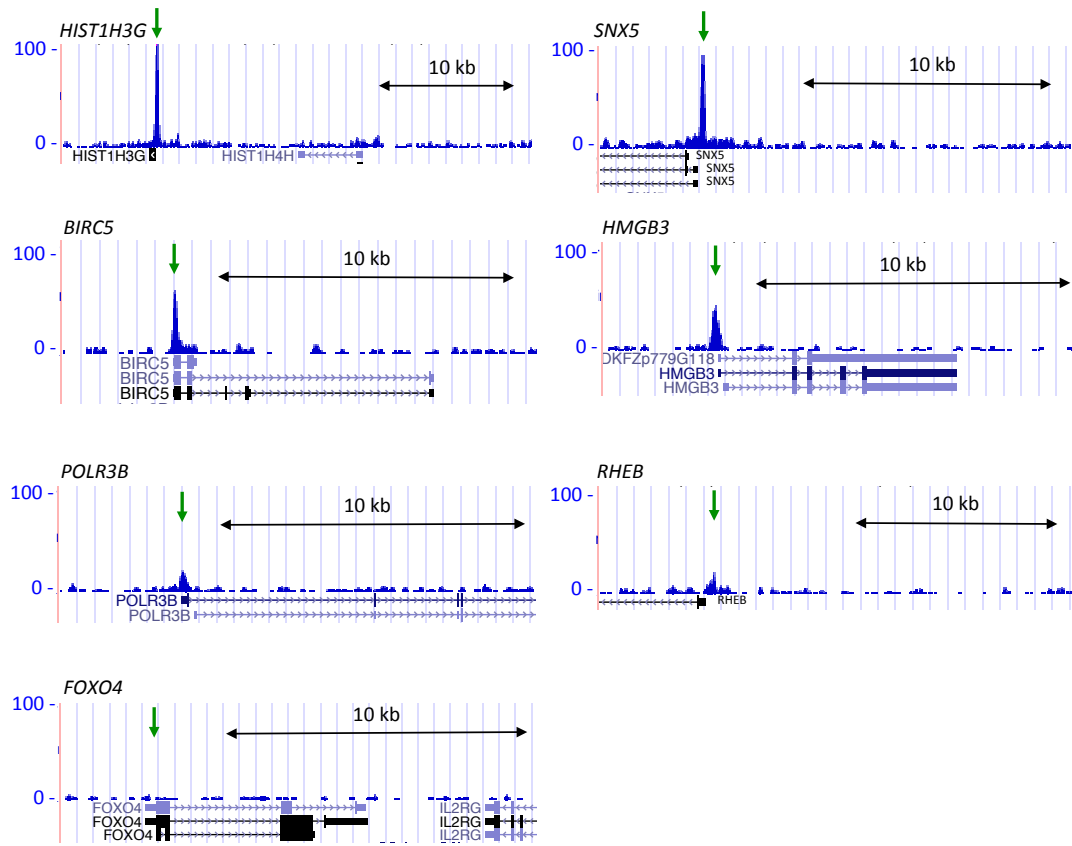 HIST1H3G
100 -
10 kb
0 -
HIST1H3G
HIST1H4H
SNX5
100 -
10 kb
0 -
SNX5
SNX5
SNX5
BIRC5
100 -
10 kb
0 -
BIRC5
BIRC5
BIRC5
HMGB3
100 -
10 kb
0 -
DKFZp779G118
HMGB3
HMGB3
POLR3B
100 -
10 kb
0 -
POLR3B
POLR3B
RHEB
100 -
10 kb
0 -
RHEB
FOXO4
100 -
10 kb
0 -
FOXO4
FOXO4
FOXO4
IL2RG
IL2RG
IL2RG